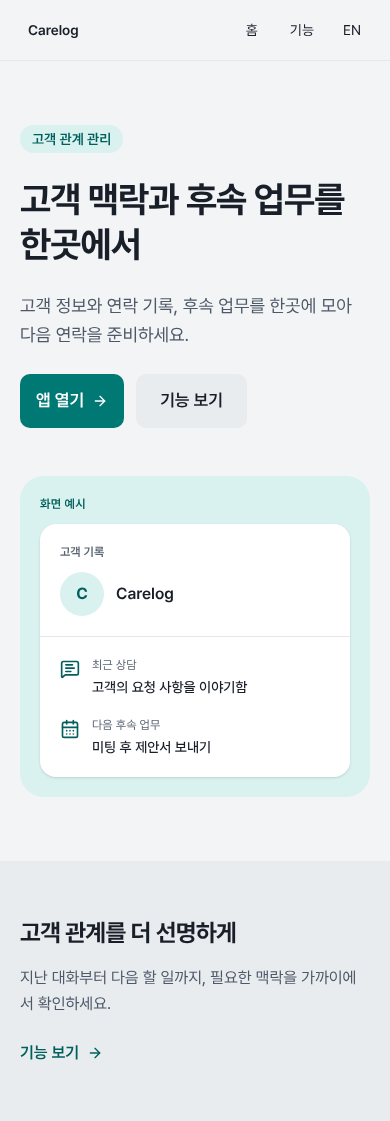 Carelog
홈
기능
EN
고객 관계 관리
고객 맥락과 후속 업무를
한곳에서
고객 정보와 연락 기록, 후속 업무를 한곳에 모아
다음 연락을 준비하세요.
앱 열기 →
기능 보기
화면 예시
고객 기록
C
Carelog
최근 상담
고객의 요청 사항을 이야기함
다음 후속 업무
미팅 후 제안서 보내기
고객 관계를 더 선명하게
지난 대화부터 다음 할 일까지, 필요한 맥락을 가까이에
서 확인하세요.
기능 보기 →